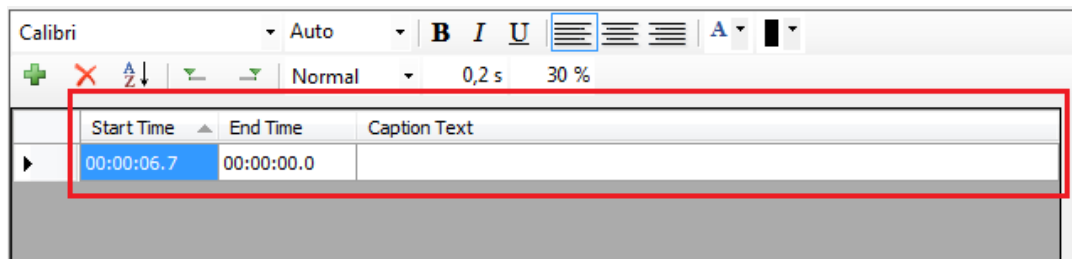 Calibri Auto B I U A
A Z Normal 0,2 s 30 %
Start Time End Time Caption Text
00:00:06.7 00:00:00.0